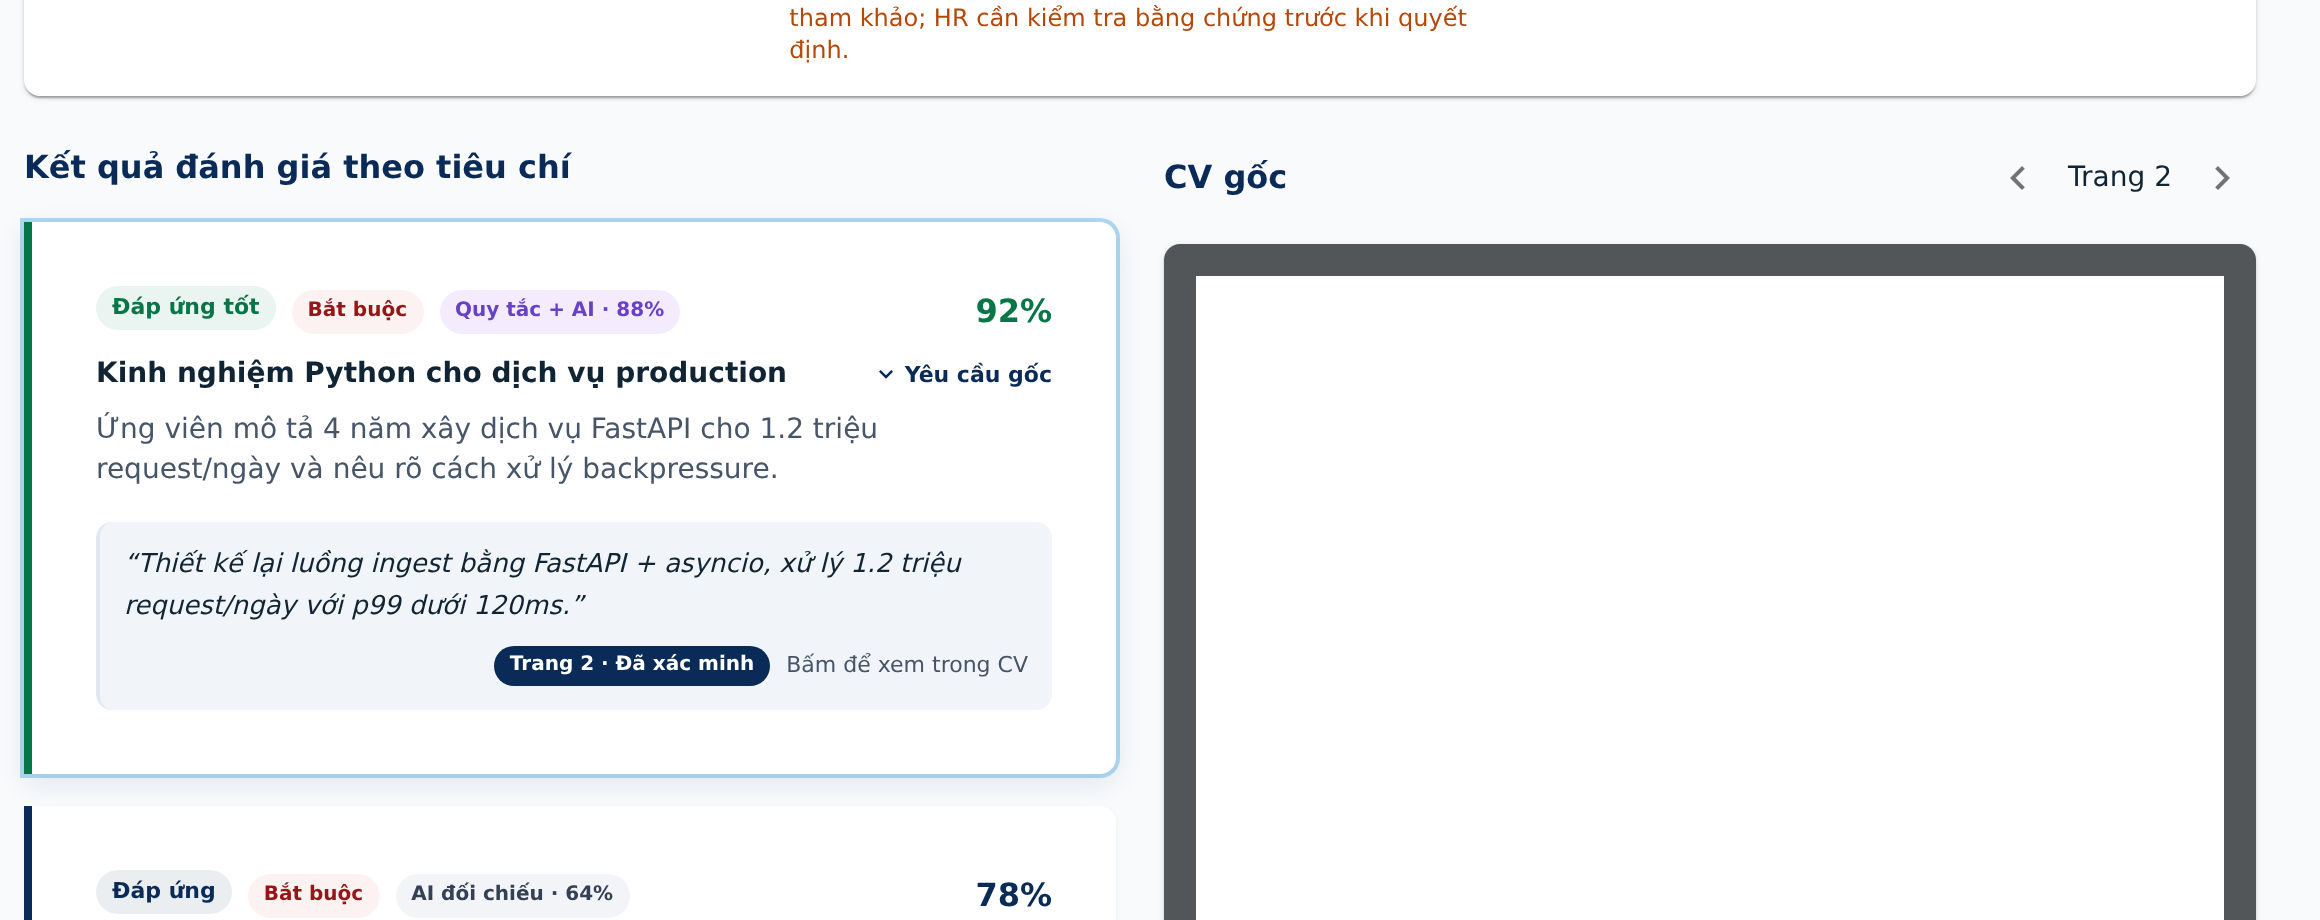 tham khảo; HR cần kiểm tra bằng chứng trước khi quyết
định.
Kết quả đánh giá theo tiêu chí
Đáp ứng tốt
Bắt buộc
Quy tắc + AI · 88%
92%
Kinh nghiệm Python cho dịch vụ production
Yêu cầu gốc
Ứng viên mô tả 4 năm xây dịch vụ FastAPI cho 1.2 triệu
request/ngày và nêu rõ cách xử lý backpressure.
“Thiết kế lại luồng ingest bằng FastAPI + asyncio, xử lý 1.2 triệu
request/ngày với p99 dưới 120ms.”
Trang 2 · Đã xác minh
Bấm để xem trong CV
Đáp ứng
Bắt buộc
AI đối chiếu · 64%
78%
CV gốc
Trang 2